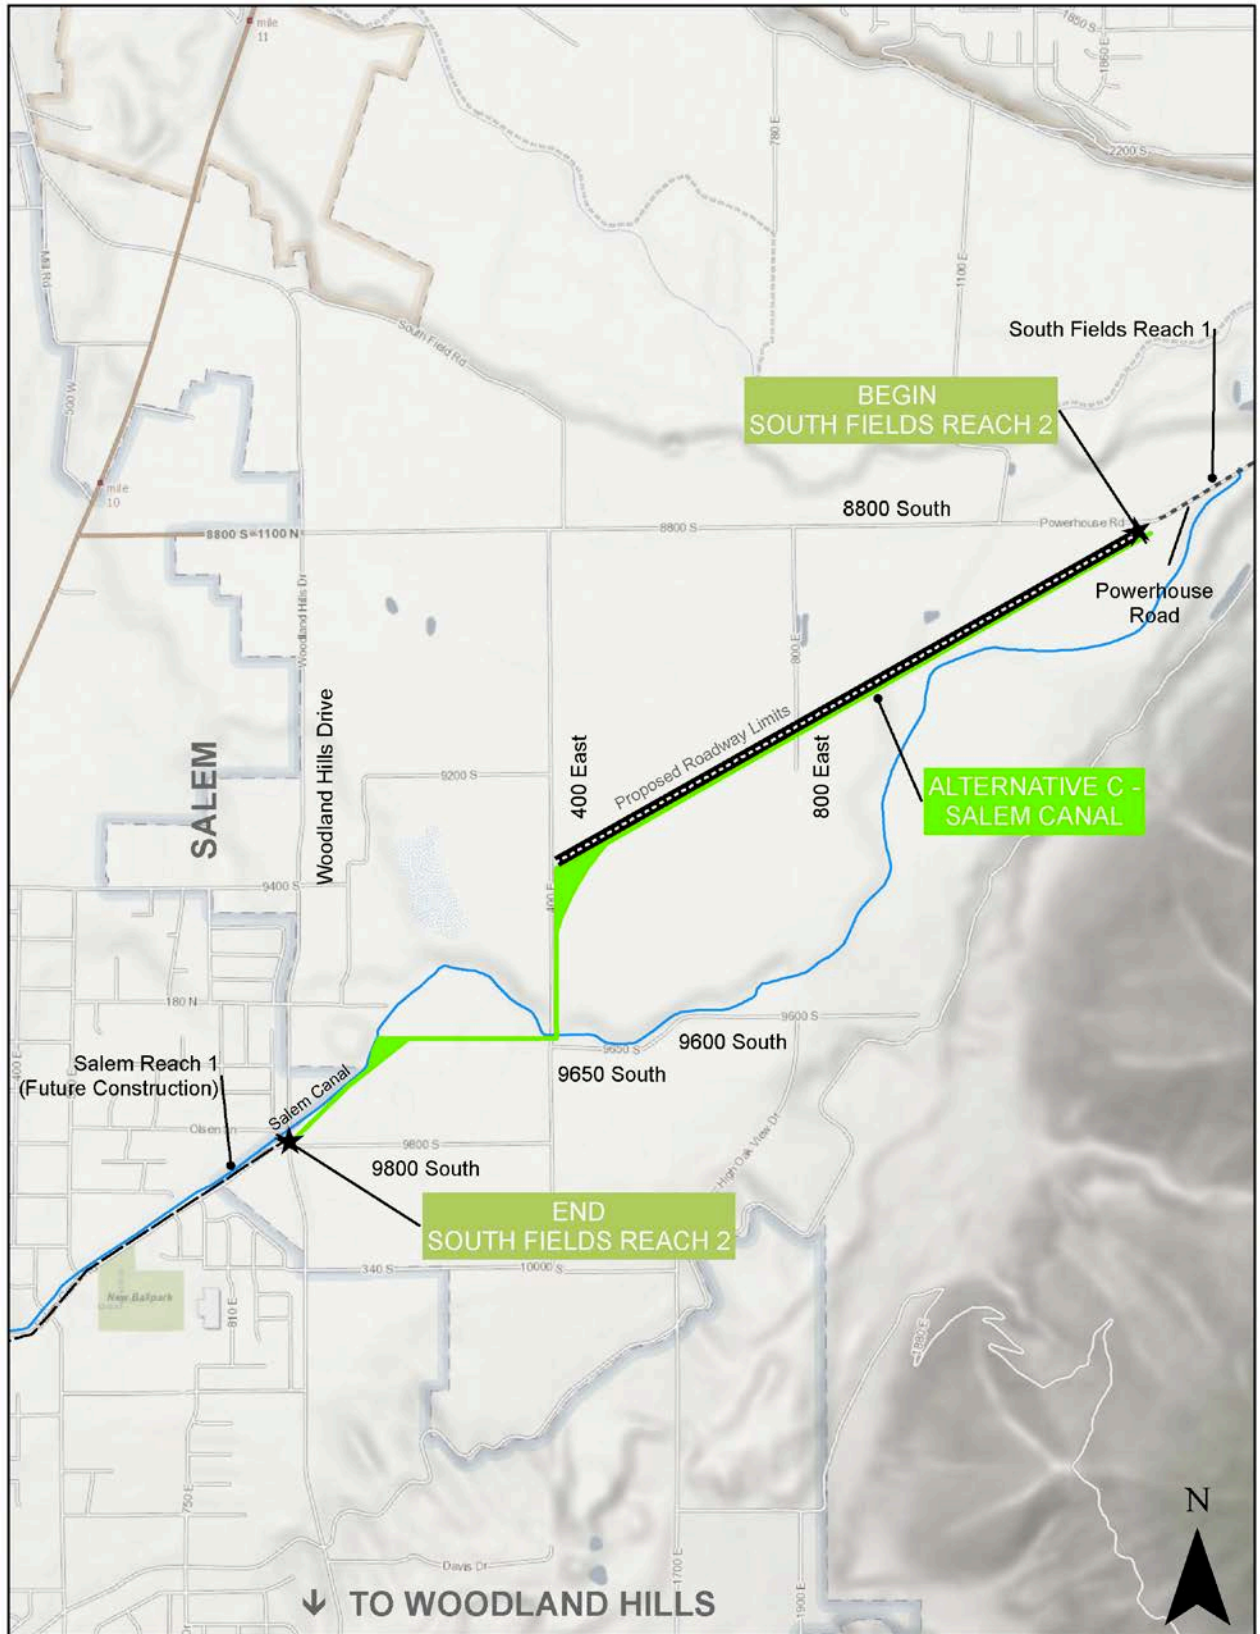 mile
11
1850 S
1860 E
780 E
2200 S
Mill Rd
1100 E
South Field Rd
South Fields Reach 1
500 W
BEGIN
SOUTH FIELDS REACH 2
mile
10
8800 South
8800 S
Powerhouse Rd
8800 S - 1100 N
Powerhouse
Road
Woodland Hills Dr
800 E
SALEM
Woodland Hills Drive
400 East
Proposed Roadway Limits
800 East
9200 S
ALTERNATIVE C -
SALEM CANAL
9400 S
400 E
180 N
9600 S
9600 South
9650 S
9650 South
400 E
Salem Reach 1
(Future Construction)
Salem Canal
9800 S
9800 South
High Oak View Dr
END
SOUTH FIELDS REACH 2
340 S
10000 S
New Ballpark
810 E
1880 E
750 E
N
Davis Dr
1700 E
1900 E
TO WOODLAND HILLS